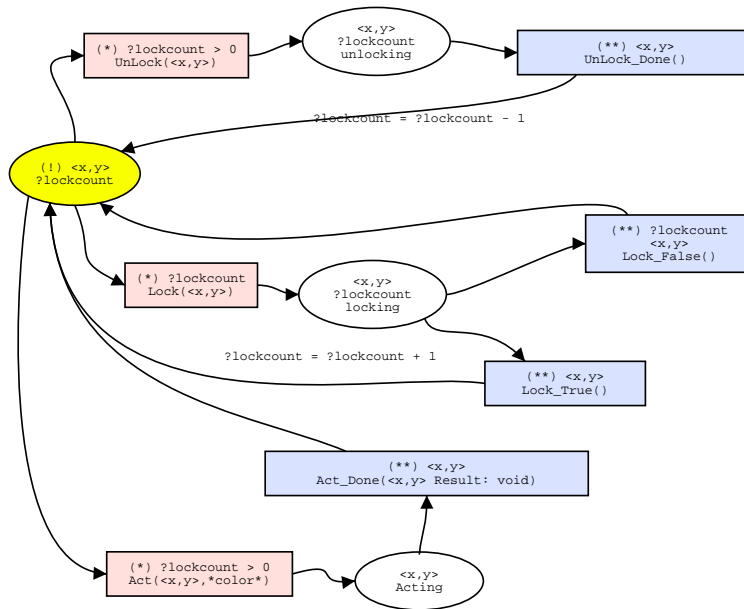 (*) ?lockcount > 0
UnLock(<x,y>)
<x,y>
?lockcount
unlocking
(**) <x,y>
UnLock_Done()
?lockcount = ?lockcount - 1
(!) <x,y>
?lockcount
(**) ?lockcount
<x,y>
Lock_False()
(*) ?lockcount
Lock(<x,y>)
<x,y>
?lockcount
locking
?lockcount = ?lockcount + 1
(**) <x,y>
Lock_True()
(**) <x,y>
Act_Done(<x,y> Result: void)
(*) ?lockcount > 0
Act(<x,y>,*color*)
<x,y>
Acting